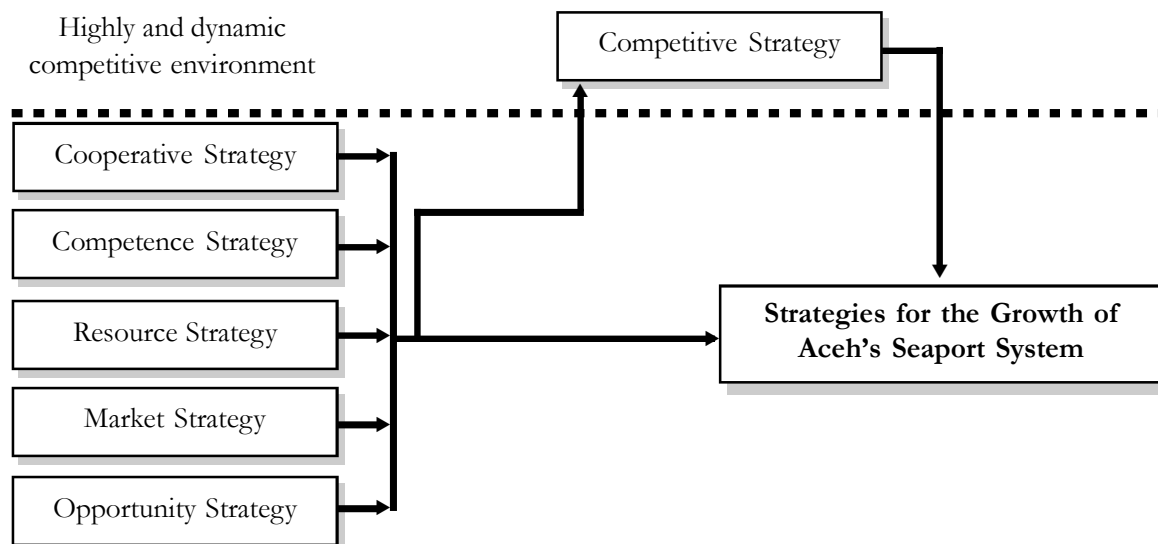 Highly and dynamic
competitive environment
Competitive Strategy
Cooperative Strategy
Competence Strategy
Resource Strategy
Market Strategy
Opportunity Strategy
Strategies for the Growth of
Aceh’s Seaport System